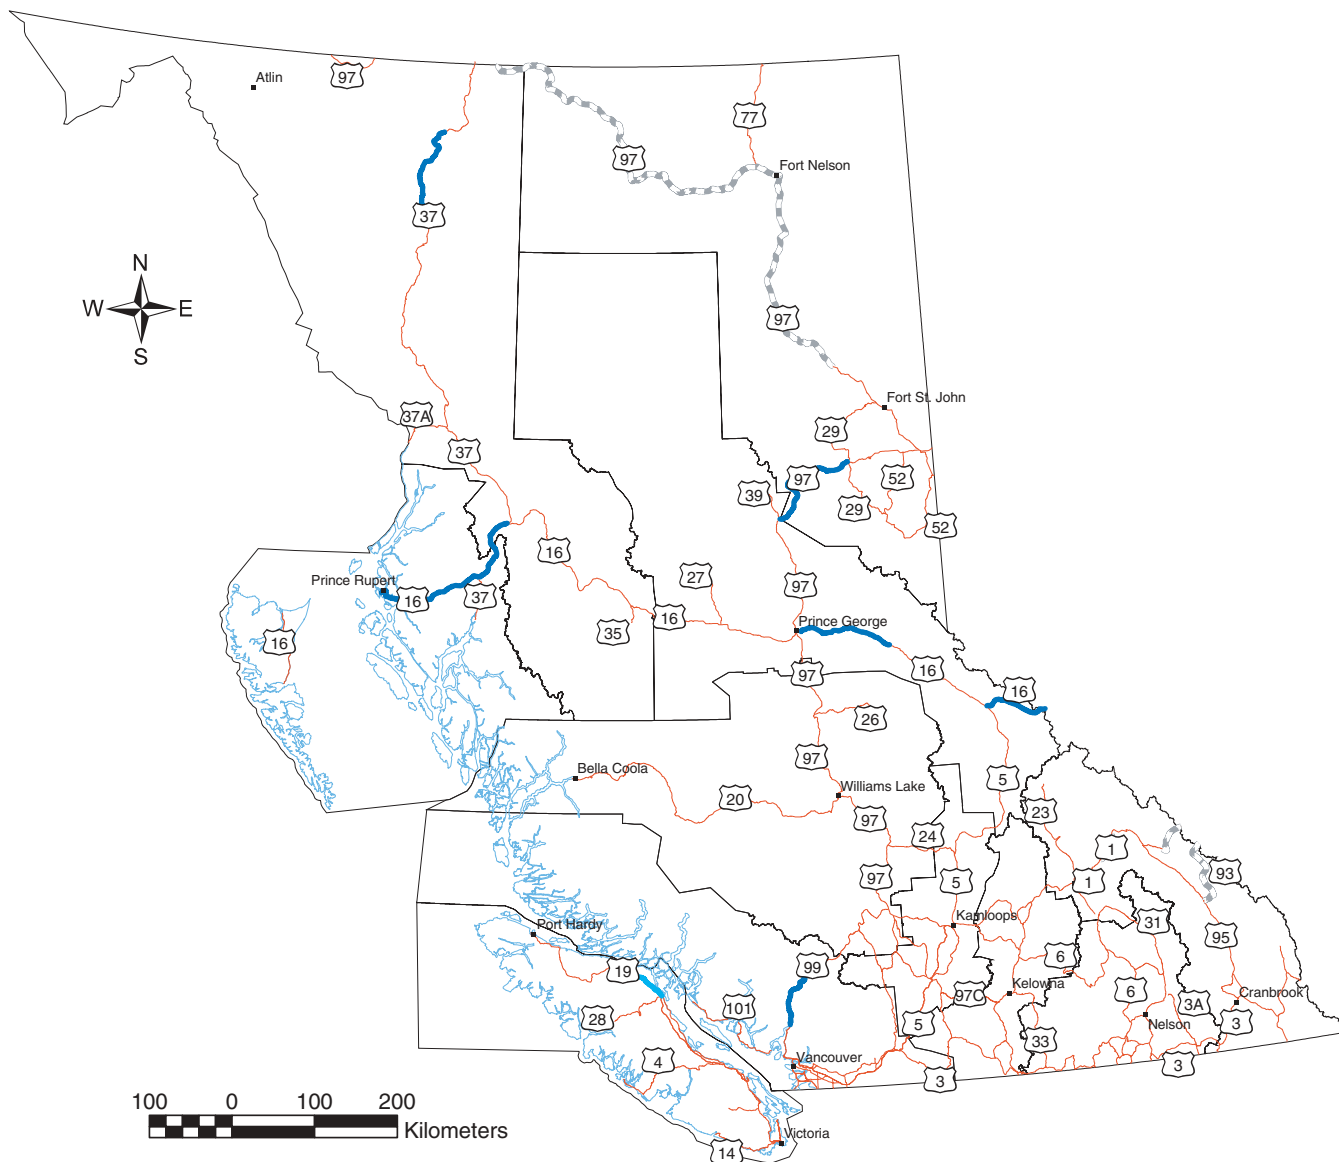 Atlin
97
77
97
Fort Nelson
37
N
W E
S
97
Fort St. John
37A
29
37
97
52
39
29
52
16
27
97
Prince Rupert
16
37
16
35
Prince George
16
97
16
16
26
97
Bella Coola
5
20
Williams Lake
97
23
24
1
97
5
1
93
Kamloops
31
Port Hardy
95
6
99
19
Kelowna
97C
6
3A
Cranbrook
101
28
5
Nelson
3
33
Vancouver
4
3
3
100 0 100 200
Kilometers
Victoria
14